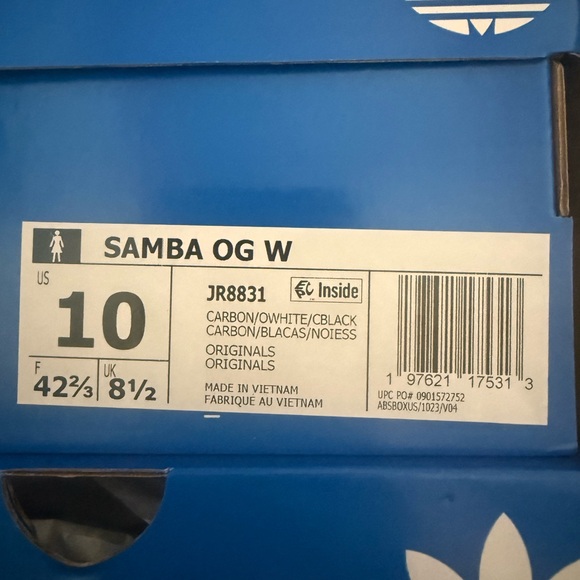 SAMBA OG W
US
10
F
42⅔
UK
8½
JR8831
Inside
CARBON/OWHITE/CBLACK
CARBON/BLACAS/NOIESS
ORIGINALS
ORIGINALS
MADE IN VIETNAM
FABRIQUÉ AU VIETNAM
1 97621 17531 3
UPC PO# 0901572752
ABSBOXUS/1023/V04